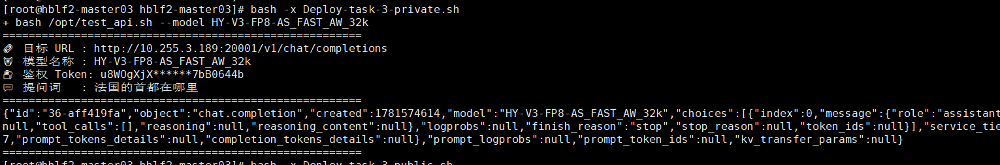 [root@hblf2-master03 hblf2-master03]# bash -x Deploy-task-3-private.sh
+ bash /opt/test_api.sh --model HY-V3-FP8-AS_FAST_AW_32k
=======================================================
目标 URL : http://10.255.3.189:20001/v1/chat/completions
模型名称 : HY-V3-FP8-AS_FAST_AW_32k
鉴权 Token: u8WOgXjX******7bB0644b
提问词 : 法国的首都在哪里
=======================================================
{"id":"36-aff419fa","object":"chat.completion","created":1781574614,"model":"HY-V3-FP8-AS_FAST_AW_32k","choices":[{"index":0,"message":{"role":"assistant
null,"tool_calls":[],"reasoning":null,"reasoning_content":null},"logprobs":null,"finish_reason":"stop","stop_reason":null,"token_ids":null}],"service_tie
7,"prompt_tokens_details":null,"completion_tokens_details":null},"prompt_logprobs":null,"prompt_token_ids":null,"kv_transfer_params":null}
=======================================================
[root@hblf2-master03 hblf2-master03]# bash -x Deploy-task-3-public.sh